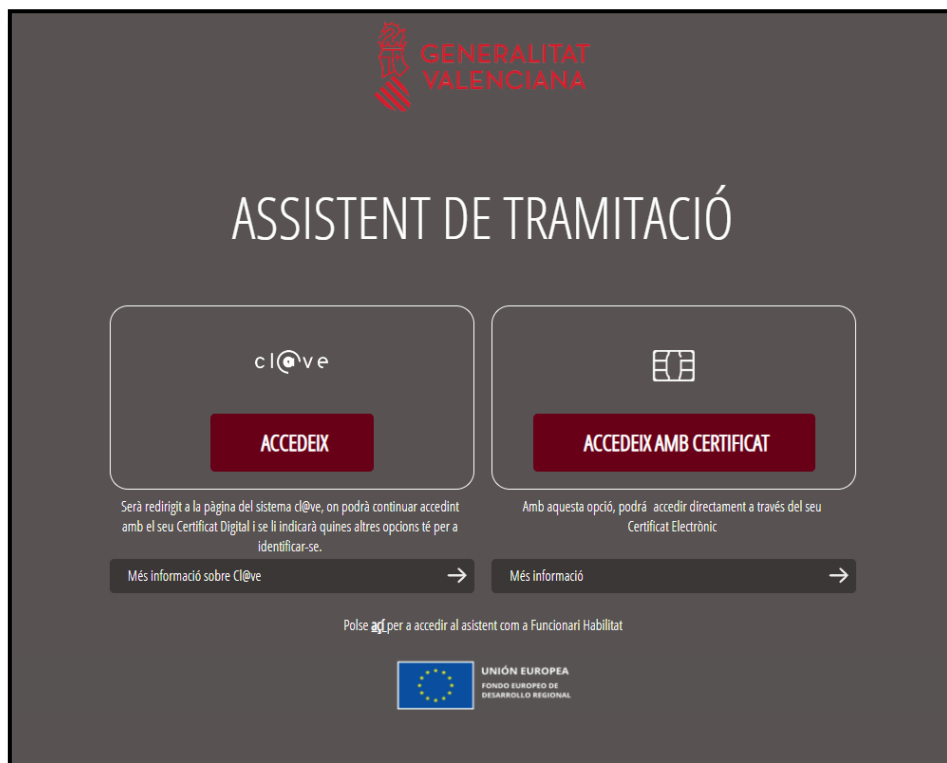 GENERALITAT
VALENCIANA
ASSISTENT DE TRAMITACIÓ
cl@ve
ACCEDEIX
Serà redirigit a la pàgina del sistema cl@ve, on podrà continuar accedint
amb el seu Certificat Digital i se li indicarà quines altres opcions té per a
identificar-se.
Més informació sobre Cl@ve
ACCEDEIX AMB CERTIFICAT
Amb aquesta opció, podrá accedir directament a través del seu
Certificat Electrònic
Més informació
Polse ací per a accedir al asistent com a Funcionari Habilitat
UNIÓN EUROPEA
FONDO EUROPEO DE
DESARROLLO REGIONAL